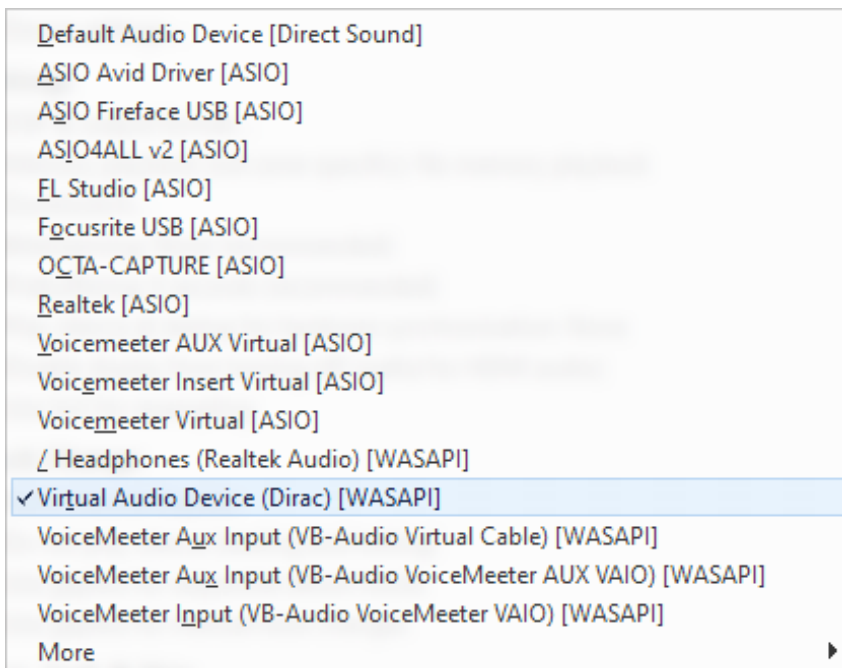 Default Audio Device [Direct Sound]
ASIO Avid Driver [ASIO]
ASIO Fireface USB [ASIO]
ASIO4ALL v2 [ASIO]
FL Studio [ASIO]
Focusrite USB [ASIO]
OCTA-CAPTURE [ASIO]
Realtek [ASIO]
Voicemeeter AUX Virtual [ASIO]
Voicemeeter Insert Virtual [ASIO]
Voicemeeter Virtual [ASIO]
/ Headphones (Realtek Audio) [WASAPI]
Virtual Audio Device (Dirac) [WASAPI]
VoiceMeeter Aux Input (VB-Audio Virtual Cable) [WASAPI]
VoiceMeeter Aux Input (VB-Audio VoiceMeeter AUX VAIO) [WASAPI]
VoiceMeeter Input (VB-Audio VoiceMeeter VAIO) [WASAPI]
More